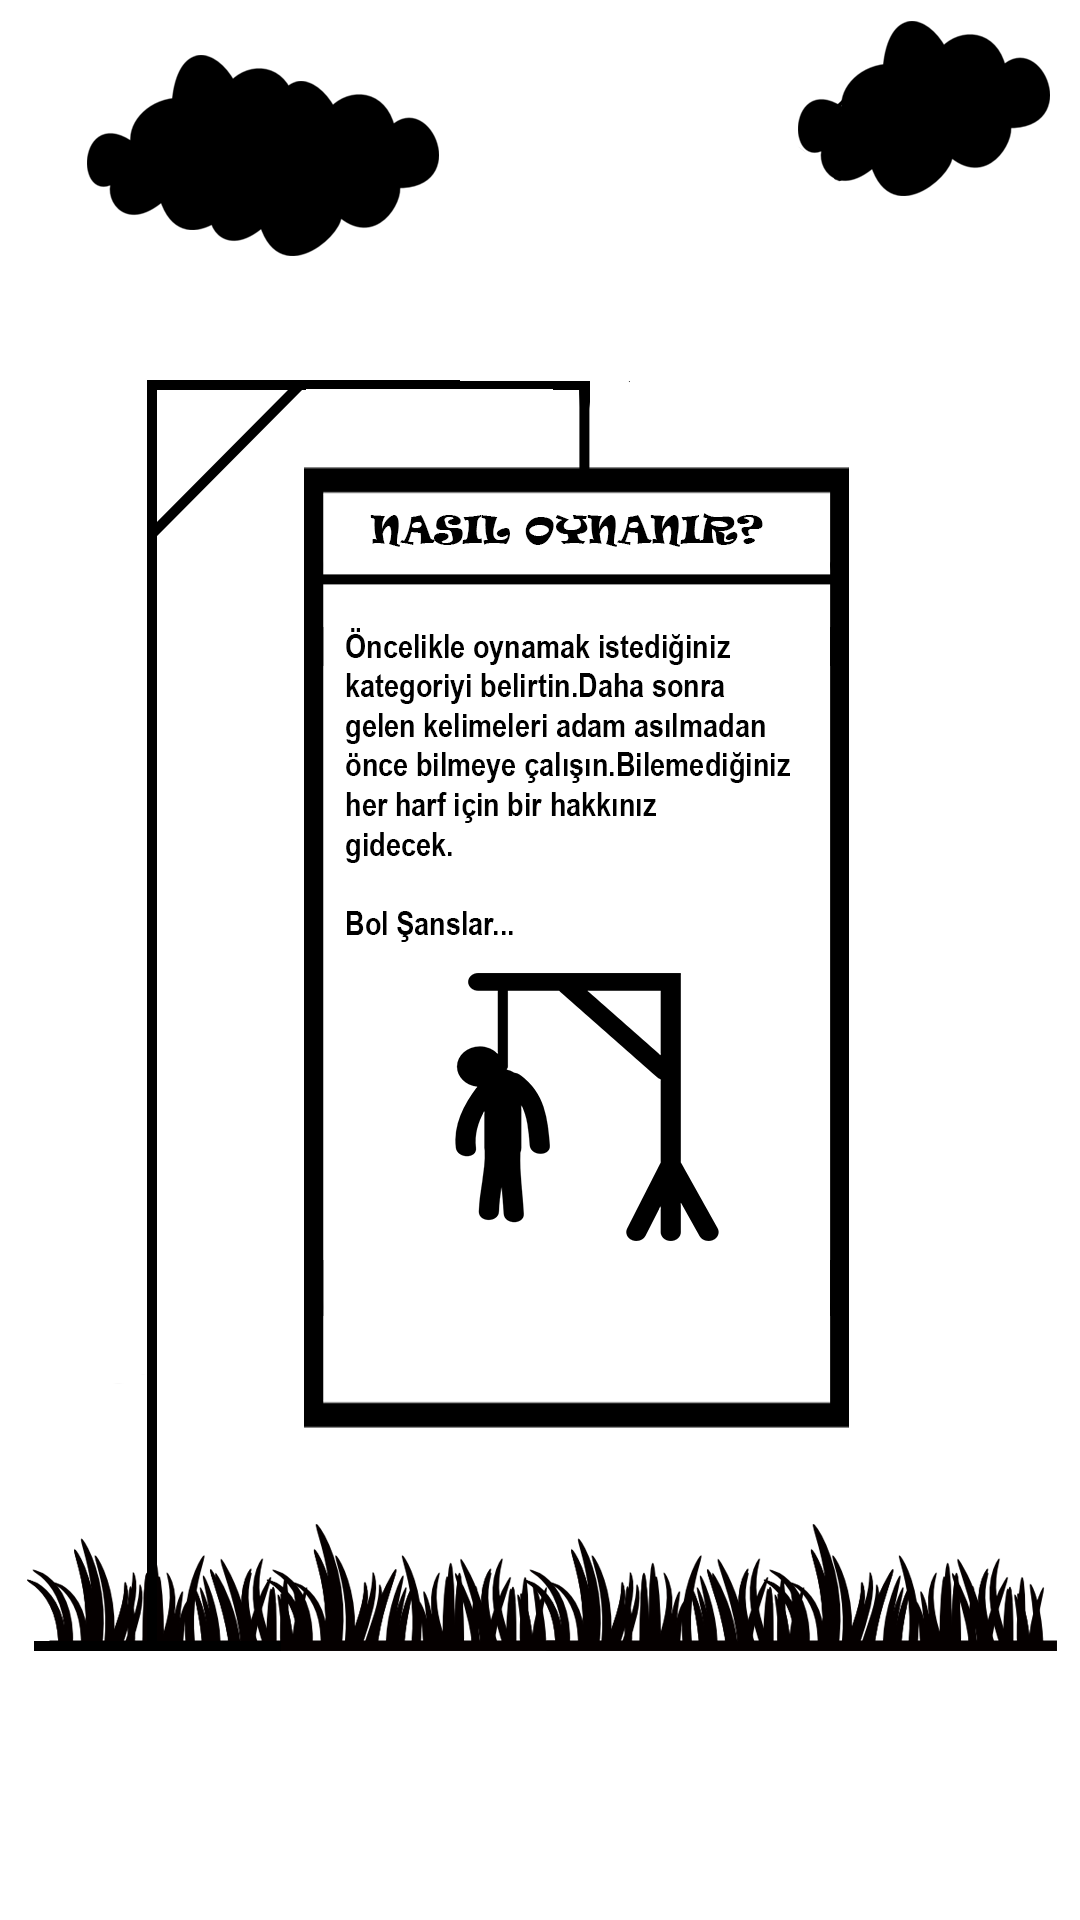 NASIL OYNANIR?
Öncelikle oynamak istediğiniz
kategoriyi belirtin.Daha sonra
gelen kelimeleri adam asılmadan
önce bilmeye çalışın.Bilemediğiniz
her harf için bir hakkınız
gidecek.
Bol Şanslar...